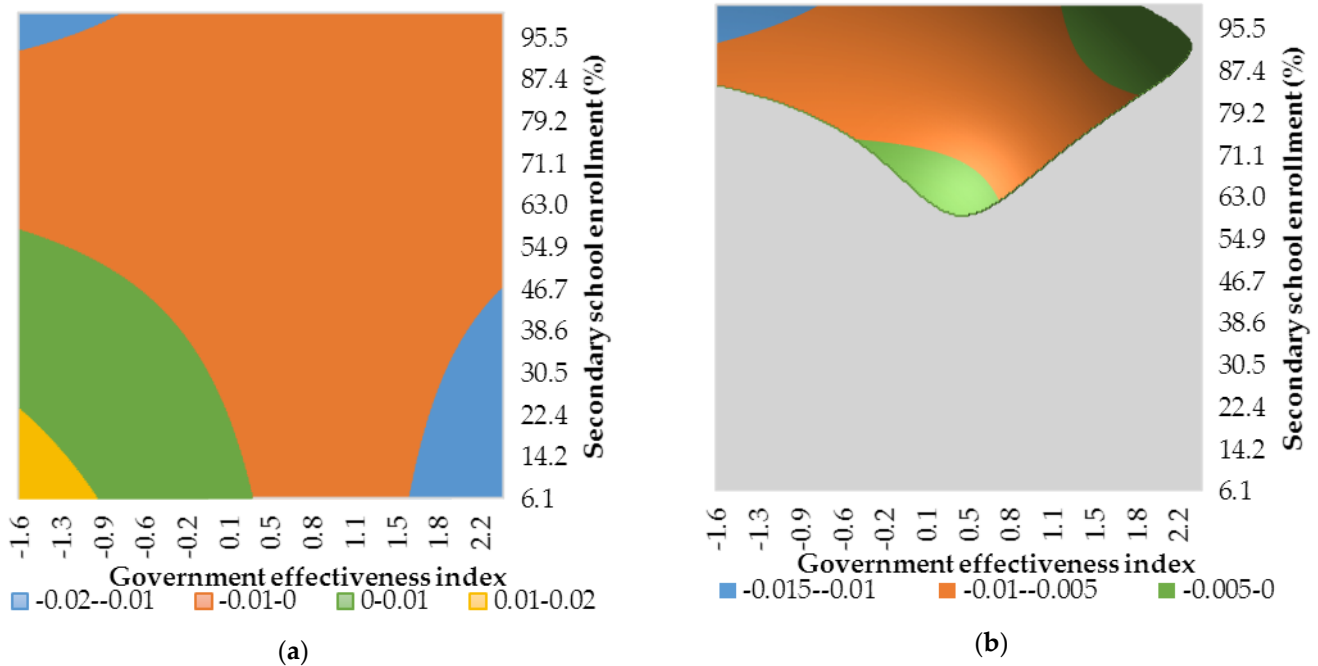 95.5
87.4
79.2
71.1
63.0
54.9
46.7
38.6
30.5
22.4
14.2
6.1
Secondary school enrollment (%)
-1.6 -1.3 -0.9 -0.6 -0.2 0.1 0.5 0.8 1.1 1.5 1.8 2.2
Government effectiveness index
-0.02--0.01 -0.01-0 0-0.01 0.01-0.02
(a)
95.5
87.4
79.2
71.1
63.0
54.9
46.7
38.6
30.5
22.4
14.2
6.1
Secondary school enrollment (%)
-1.6 -1.3 -0.9 -0.6 -0.2 0.1 0.5 0.8 1.1 1.5 1.8 2.2
Government effectiveness index
-0.015--0.01 -0.01--0.005 -0.005-0
(b)